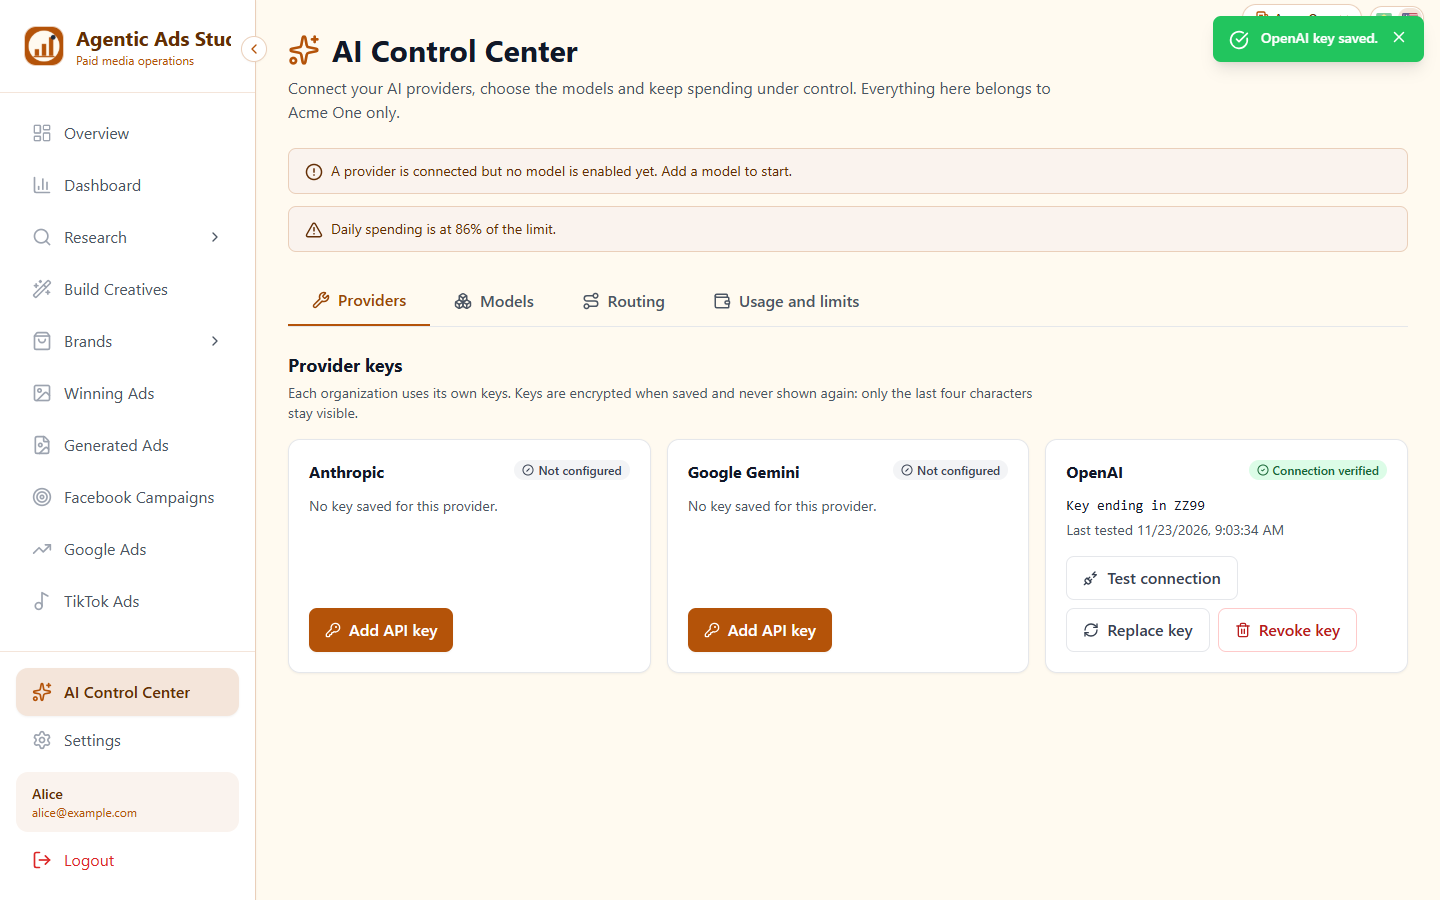 Agentic Ads Stuc
Paid media operations
Overview
Dashboard
Research
Build Creatives
Brands
Winning Ads
Generated Ads
Facebook Campaigns
Google Ads
TikTok Ads
AI Control Center
Settings
Alice
alice@example.com
Logout
OpenAI key saved.
AI Control Center
Connect your AI providers, choose the models and keep spending under control. Everything here belongs to
Acme One only.
A provider is connected but no model is enabled yet. Add a model to start.
Daily spending is at 86% of the limit.
Providers
Models
Routing
Usage and limits
Provider keys
Each organization uses its own keys. Keys are encrypted when saved and never shown again: only the last four characters
stay visible.
Anthropic
Not configured
No key saved for this provider.
Add API key
Google Gemini
Not configured
No key saved for this provider.
Add API key
OpenAI
Connection verified
Key ending in ZZ99
Last tested 11/23/2026, 9:03:34 AM
Test connection
Replace key
Revoke key